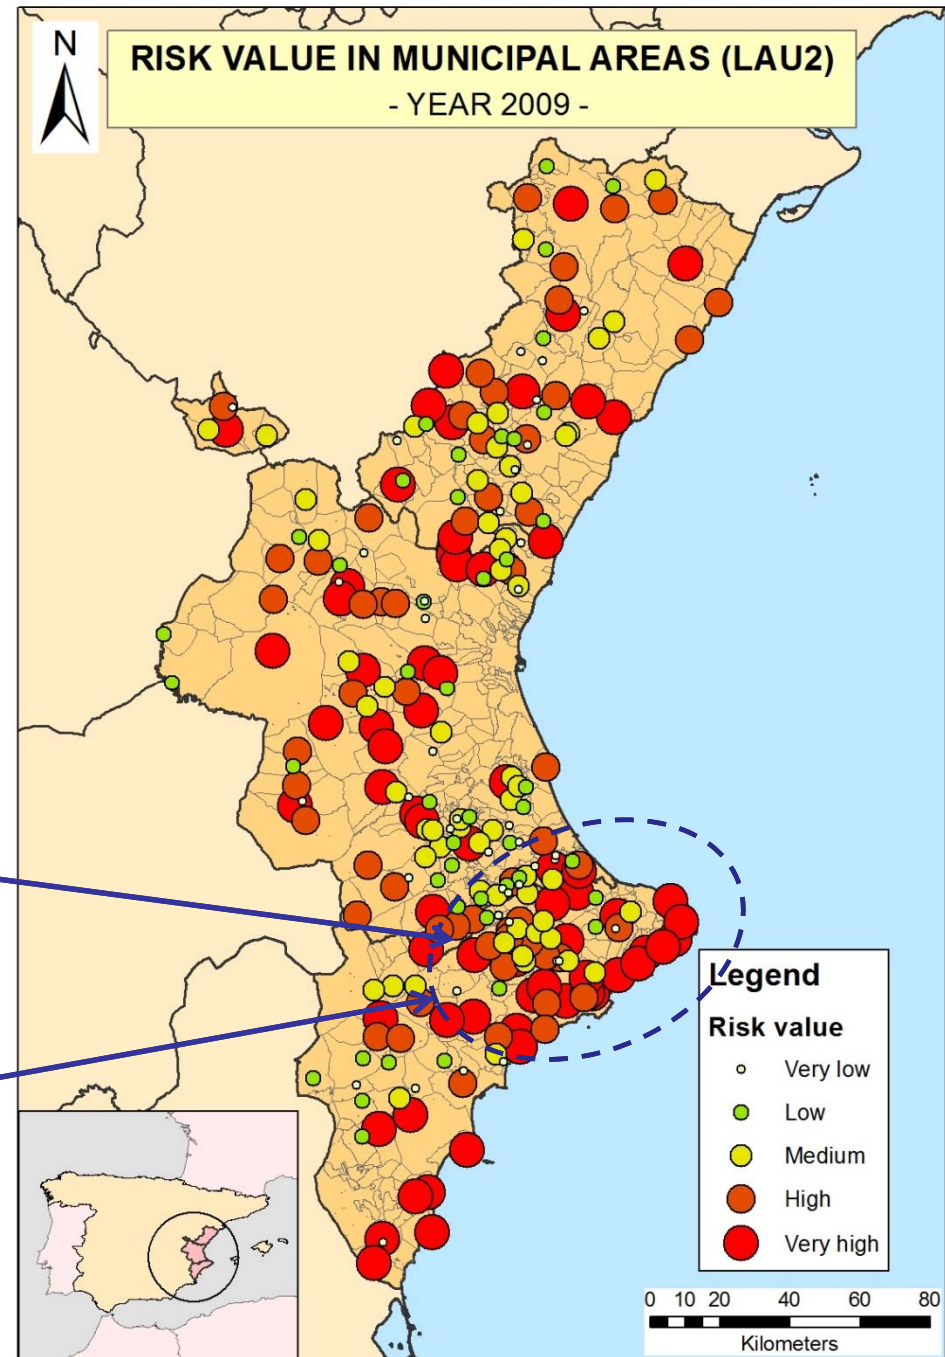 N
RISK VALUE IN MUNICIPAL AREAS (LAU2)
- YEAR 2009 -
Legend
Risk value
Very low
Low
Medium
High
Very high
0 10 20 40 60 80
Kilometers